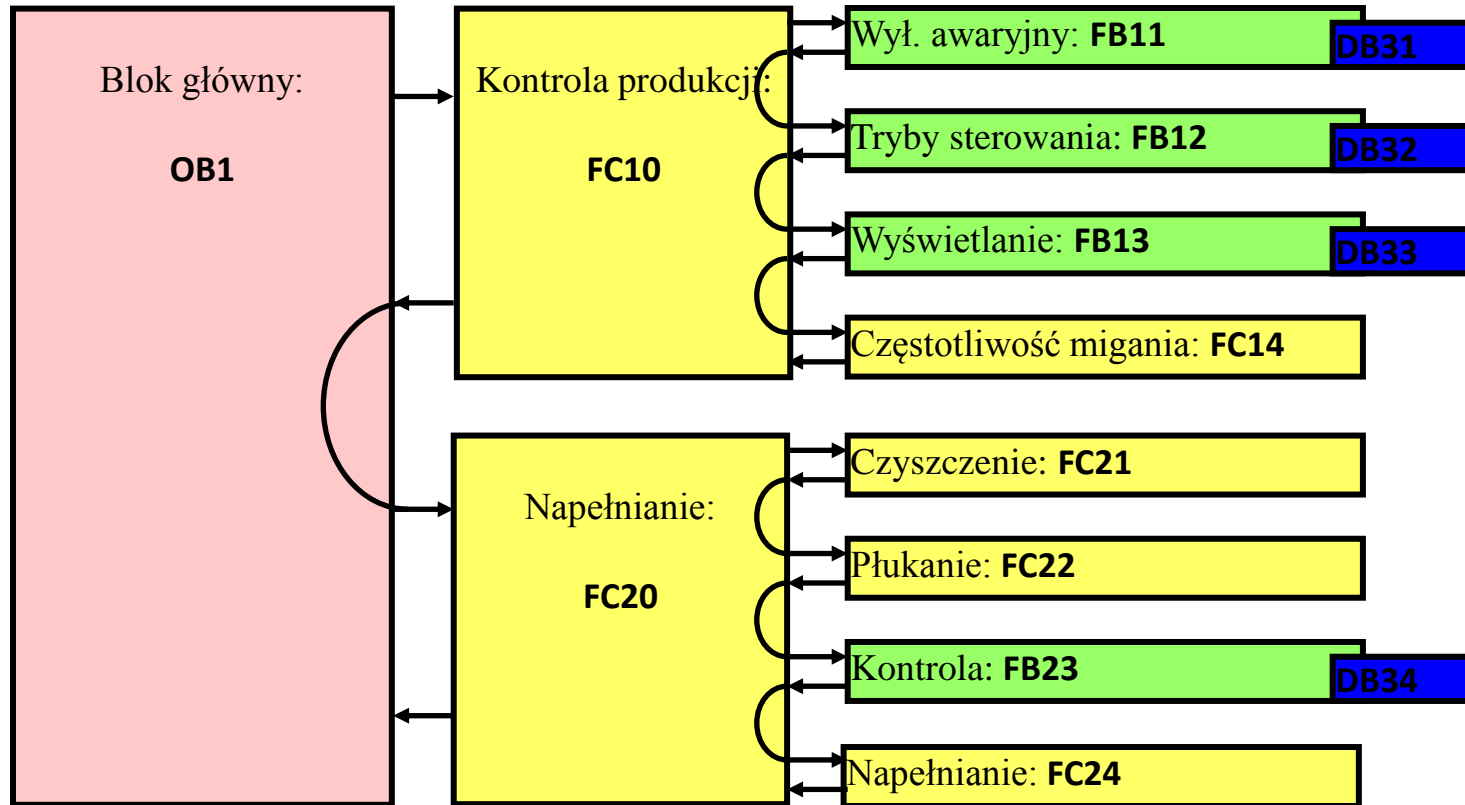 Blok główny:
OB1
Kontrola produkcji:
FC10
Wył. awaryjny: FB11
DB31
Tryby sterowania: FB12
DB32
Wyświetlanie: FB13
DB33
Częstotliwość migania: FC14
Napełnianie:
FC20
Czyszczenie: FC21
Płukanie: FC22
Kontrola: FB23
DB34
Napełnianie: FC24